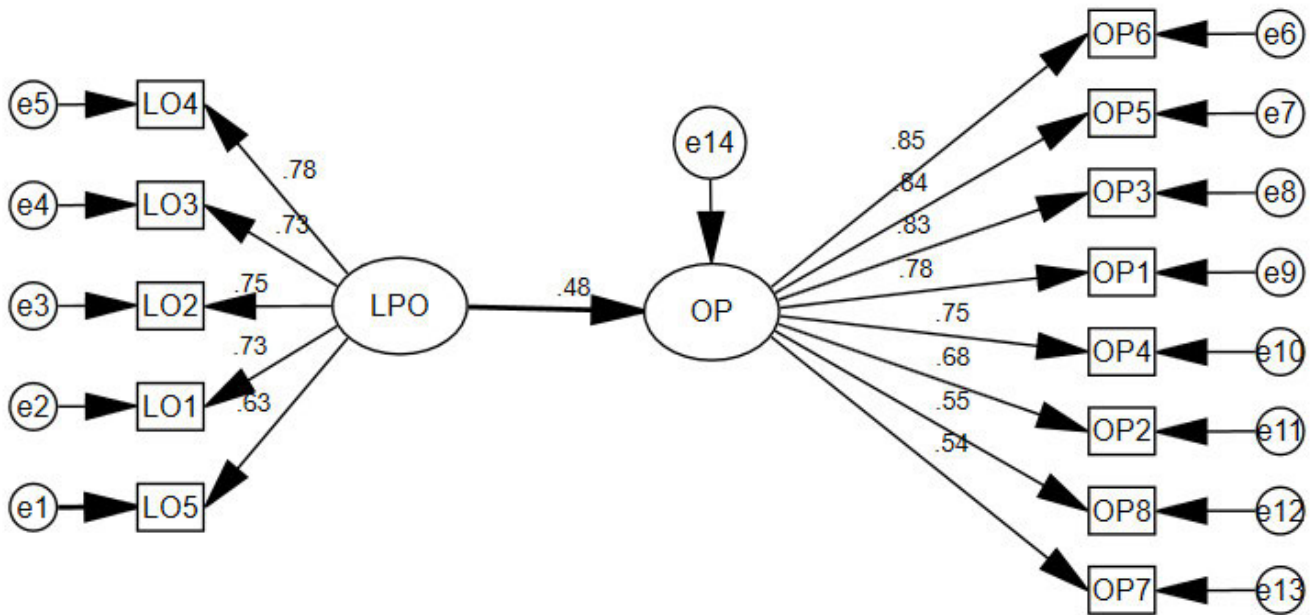 e5 LO4
e4 LO3
e3 LO2
e2 LO1
e1 LO5
.78
.73
.75
.73
.63
LPO
.48
e14
OP
.85
.84
.83
.78
.75
.68
.55
.54
OP6 e6
OP5 e7
OP3 e8
OP1 e9
OP4 e10
OP2 e11
OP8 e12
OP7 e13